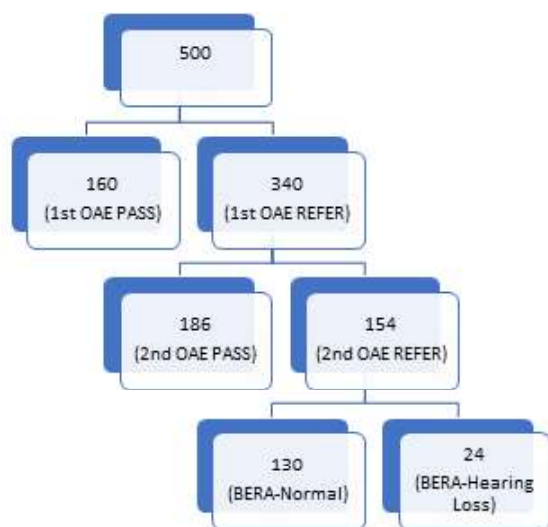 500
160
(1st OAE PASS)
340
(1st OAE REFER)
186
(2nd OAE PASS)
154
(2nd OAE REFER)
130
(BERA-Normal)
24
(BERA-Hearing
Loss)